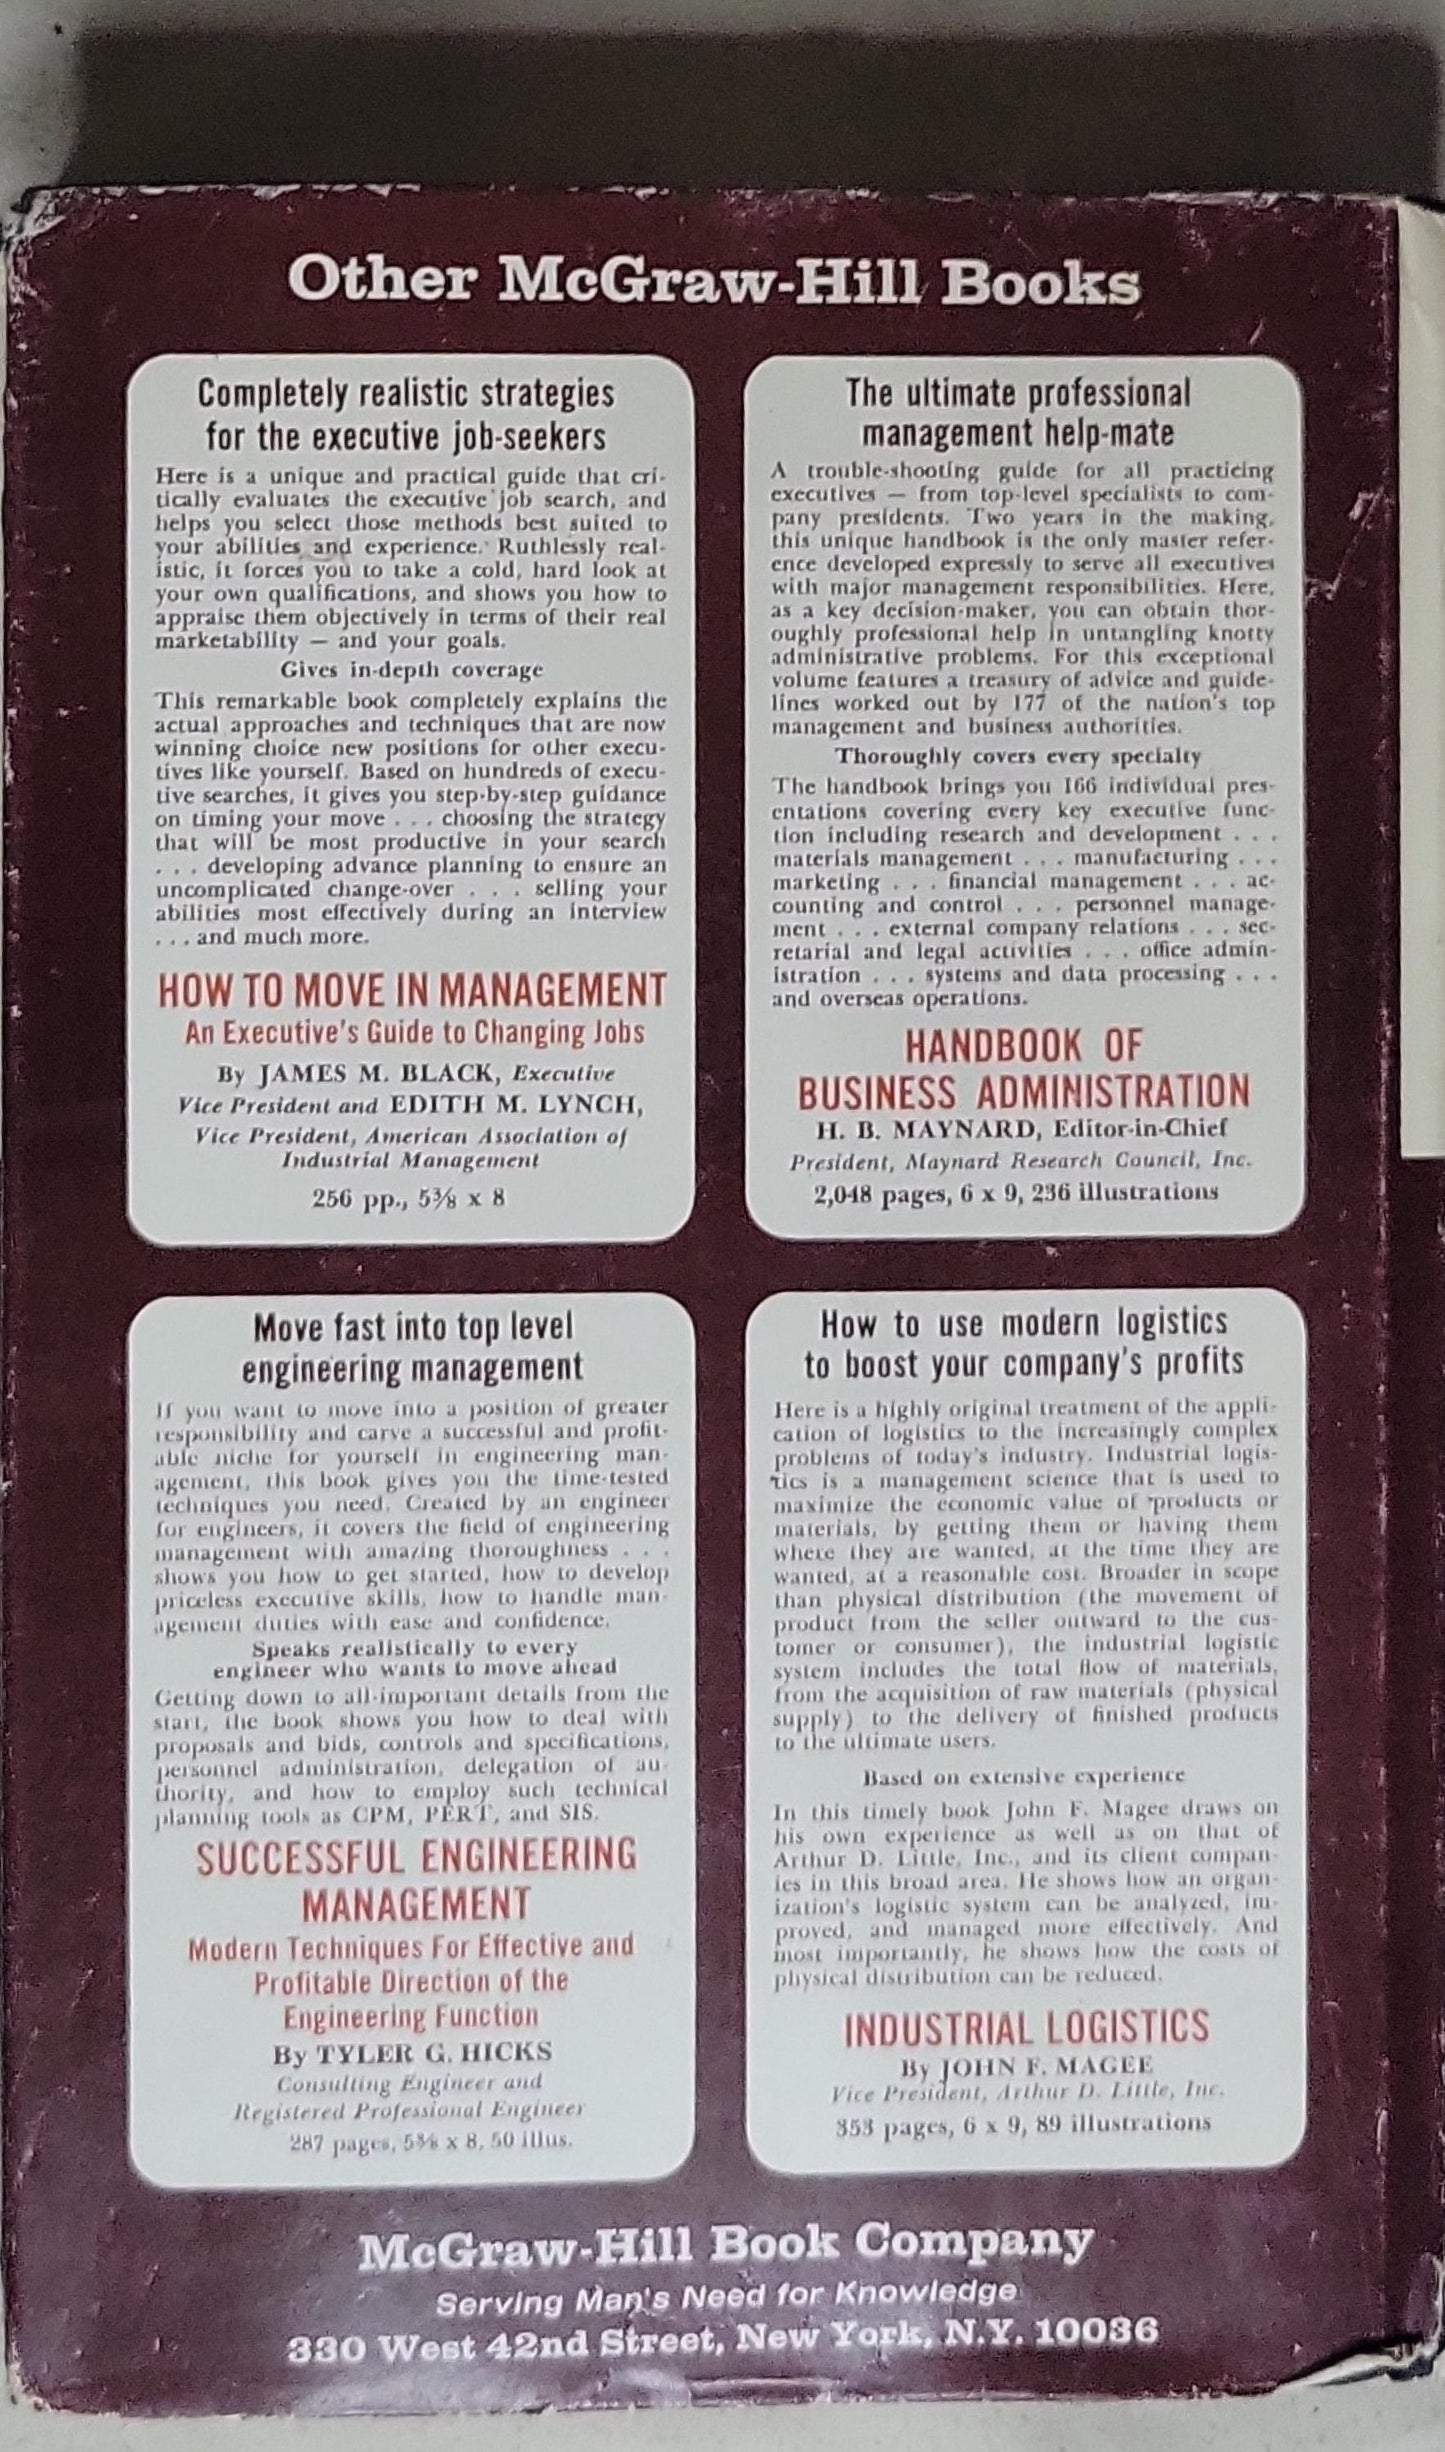 Other McGraw-Hill Books
Completely realistic strategies
for the executive job-seekers
Here is a unique and practical guide that cri-
tically evaluates the executive job search, and
helps you select those methods best suited to
your abilities and experience. Ruthlessly real-
istic, it forces you to take a cold, hard look at
your own qualifications, and shows you how to
appraise them objectively in terms of their real
marketability — and your goals.
Gives in-depth coverage
This remarkable book completely explains the
actual approaches and techniques that are now
winning choice new positions for other execu-
tives like yourself. Based on hundreds of execu-
tive searches, it gives you step-by-step guidance
on timing your move . . . choosing the strategy
that will be most productive in your search
. . . developing advance planning to ensure an
uncomplicated change-over . . . selling your
abilities most effectively during an interview
. . . and much more.
HOW TO MOVE IN MANAGEMENT
An Executive's Guide to Changing Jobs
By JAMES M. BLACK, Executive
Vice President and EDITH M. LYNCH,
Vice President, American Association of
Industrial Management
256 pp., 5⅜ x 8
The ultimate professional
management help-mate
A trouble-shooting guide for all practicing
executives — from top-level specialists to com-
pany presidents. Two years in the making,
this unique handbook is the only master refer-
ence developed expressly to serve all executives
with major management responsibilities. Here,
as a key decision-maker, you can obtain thor-
oughly professional help in untangling knotty
administrative problems. For this exceptional
volume features a treasury of advice and guide-
lines worked out by 177 of the nation's top
management and business authorities.
Thoroughly covers every specialty
The handbook brings you 166 individual pres-
entations covering every key executive func-
tion including research and development . . .
materials management . . . manufacturing . . .
marketing . . . financial management . . . ac-
counting and control . . . personnel manage-
ment . . . external company relations . . . sec-
retarial and legal activities . . . office admin-
istration . . . systems and data processing . . .
and overseas operations.
HANDBOOK OF
BUSINESS ADMINISTRATION
H. B. MAYNARD, Editor-in-Chief
President, Maynard Research Council, Inc.
2,048 pages, 6 x 9, 236 illustrations
Move fast into top level
engineering management
If you want to move into a position of greater
responsibility and carve a successful and profit-
able niche for yourself in engineering man-
agement, this book gives you the time-tested
techniques you need. Created by an engineer
for engineers, it covers the field of engineering
management with amazing thoroughness . . .
shows you how to get started, how to develop
priceless executive skills, how to handle man-
agement duties with ease and confidence.
Speaks realistically to every
engineer who wants to move ahead
Getting down to all-important details from the
start, the book shows you how to deal with
proposals and bids, controls and specifications,
personnel administration, delegation of au-
thority, and how to employ such technical
planning tools as CPM, PERT, and SIS.
SUCCESSFUL ENGINEERING
MANAGEMENT
Modern Techniques For Effective and
Profitable Direction of the
Engineering Function
By TYLER G. HICKS
Consulting Engineer and
Registered Professional Engineer
287 pages, 5⅜ x 8, 50 illus.
How to use modern logistics
to boost your company's profits
Here is a highly original treatment of the appli-
cation of logistics to the increasingly complex
problems of today's industry. Industrial logis-
tics is a management science that is used to
maximize the economic value of products or
materials, by getting them or having them
where they are wanted, at the time they are
wanted, at a reasonable cost. Broader in scope
than physical distribution (the movement of
product from the seller outward to the cus-
tomer or consumer), the industrial logistic
system includes the total flow of materials,
from the acquisition of raw materials (physical
supply) to the delivery of finished products
to the ultimate users.
Based on extensive experience
In this timely book John F. Magee draws on
his own experience as well as on that of
Arthur D. Little, Inc., and its client compan-
ies in this broad area. He shows how an organ-
ization's logistic system can be analyzed, im-
proved, and managed more effectively. And
most importantly, he shows how the costs of
physical distribution can be reduced.
INDUSTRIAL LOGISTICS
By JOHN F. MAGEE
Vice President, Arthur D. Little, Inc.
353 pages, 6 x 9, 89 illustrations
McGraw-Hill Book Company
Serving Man's Need for Knowledge
330 West 42nd Street, New York, N.Y. 10036